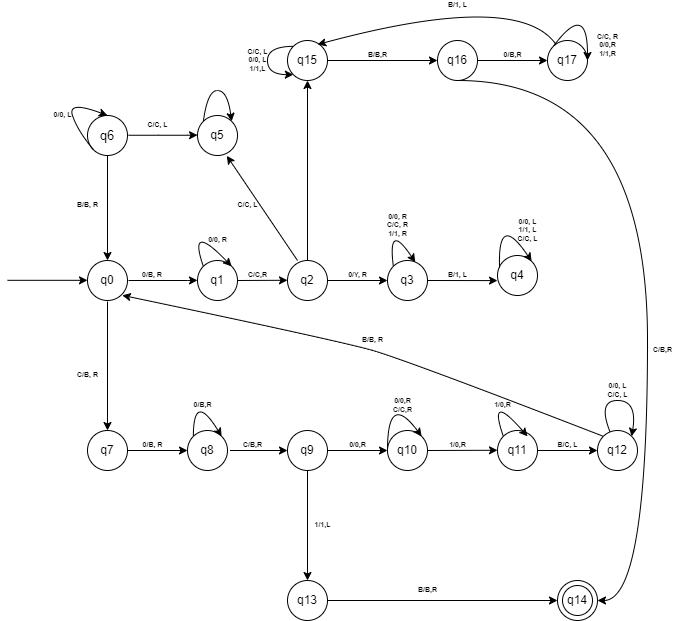 B/1, L
C/C, R
0/0,R
1/1,R
C/C, L
0/0, L
1/1,L
q15
B/B,R
q16
0/B,R
q17
0/0, L
q6
C/C, L
q5
B/B, R
C/C, L
0/0, R
C/C, R
1/1, R
0/0, L
1/1, L
C/C, L
0/0, R
q0
0/B, R
q1
C/C,R
q2
0/Y, R
q3
B/1, L
q4
B/B, R
C/B,R
C/B, R
0/B,R
0/0,R
C/C,R
1/0,R
0/0, L
C/C, L
q7
0/B, R
q8
C/B,R
q9
0/0,R
q10
1/0,R
q11
B/C, L
q12
1/1,L
q13
B/B,R
q14